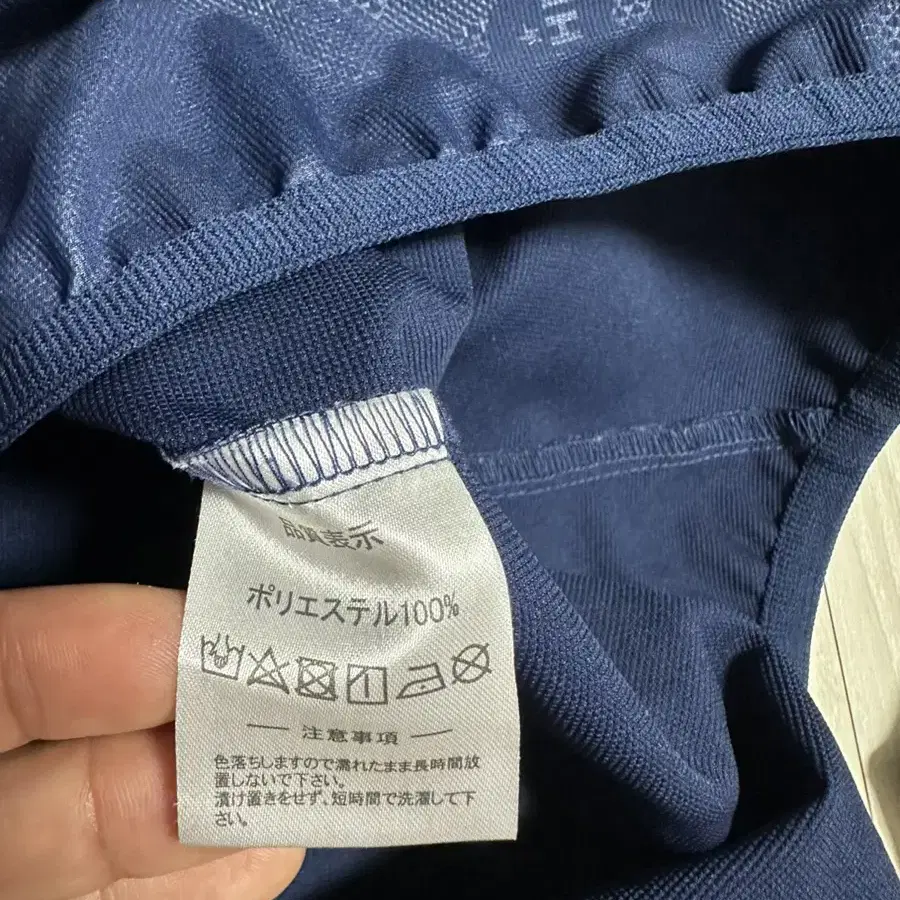 H
品質表示
ポリエステル100%
注意事項
色落ちしますので濡れたまま長時間放
置しないで下さい。
漬け置きをせず、短時間で洗濯して下
さい。